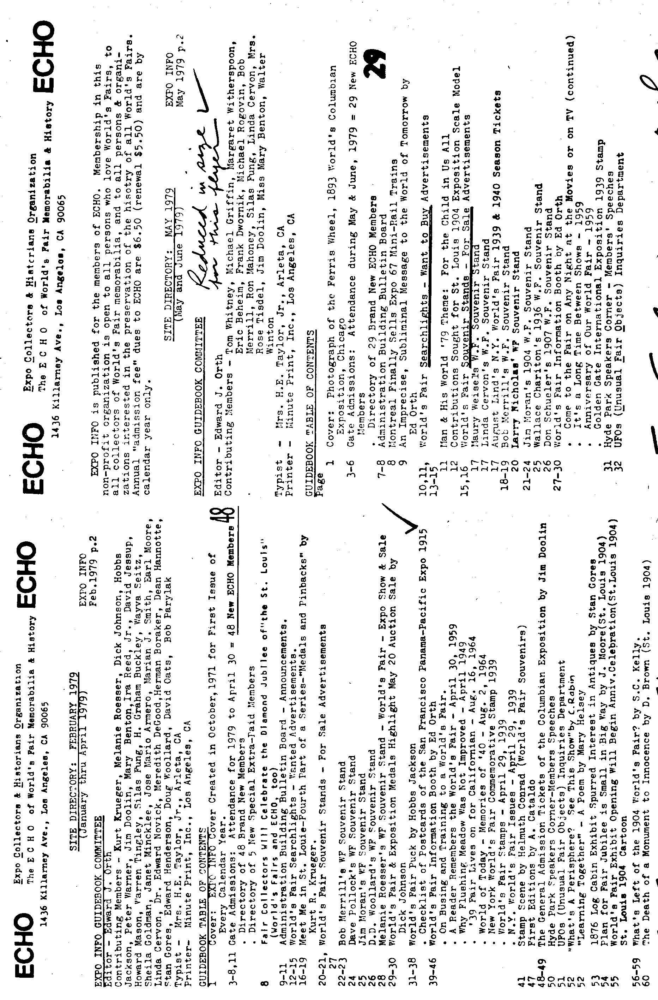 ECHO
Expo Collectors & Historians Organization
The E C H O of World's Fair Memorabilia & History
1436 Killarney Ave., Los Angeles, CA 90065
ECHO
SITE DIRECTORY: FEBRUARY 1979
(January thru April 1979)
EXPO INFO
Feb.1979 p.2
EXPO INFO GUIDEBOOK COMMITTEE
Editor - Edward J. Orth
Contributing Members - Kurt Krueger, Melanie Roesser, Dick Johnson, Hobbs
Jackson, Peter Warner, Jim Doolin, Mary Benton, Ira Reed, Jr., David Jessup,
Howard Mason, Warren Tingley, Silas Fung, H. Graham Buckley, Wayva Seitz,
Sheila Goldman, Janet Mincklee, Jose Mario Armero, Marian J. Smith, Earl Moore,
Linda Cervon, Dr. Edward Novick, Meredith DeGood, Herman Boraker, Dean Hannotte,
Stan Gores, Edward Henderson, Doug Woollard, David Oats, Bob Parylak
Typist - Mrs. H.E. Taylor, Jr., Arleta, CA
Printer- Minute Print, Inc., Los Angeles, CA
GUIDEBOOK TABLE OF CONTENTS
1 Cover: EXPO INFO Cover Created in October,1971 for First Issue of
Every Calendar Year.
3-8,11 Gate Admissions: Attendance for 1979 to April 30 = 48 New ECHO Members 48
. Directory of 48 Brand New Members
. Directory of 5 New Special Extra-Paid Members
8 Fair Collectors Will Celebrate the Diamond Jubilee of"the St. Louis"
(World's Fairs and ECHO, too)
9-11 Administration Building Bulletin Board - Announcements.
12-15 World's Fair Searchlights - Wanted Advertisements.
16-19 Meet Me in St. Louie-Fourth Part of a Series-"Medals and Pinbacks" by
Kurt R. Krueger.
20-21, World's Fair Souvenir Stands - For Sale Advertisements
27
22-23 Bob Merrill's WF Souvenir Stand
24 Dave Pollock's WF Souvenir Stand
25 Jim Moran's WF Souvenir Stand
26 D.D. Woollard's WF Souvenir Stand
28 Melanie Roesser's WF Souvenir Stand - World's Fair - Expo Show & Sale
29-30 World's Fair & Exposition Medals Highlight May 20 Auction Sale by
Dick Johnson
31-38 World's Fair Puck by Hobbs Jackson
. Checklist of Postcards of the San Francisco Panama-Pacific Expo 1915
39-46 World's Fair Information Booth by Ed Orth
. On Busing and Training to a World's Fair.
. A Reader Remembers the World's Fair - April 30, 1959
. Why Flushing Meadow Was Not Improved - April 1949
. '39 Fair Lives on for Californian - Aug. 16, 1964
. World of Today - Memories of '40 - Aug. 2, 1964
. New York World's Fair Commemorative Stamp 1939
. World's Fair Stamps - April 29, 1939
. N.Y. World's Fair Issues - April 29, 1939
41 Stamp Scene by Helmuth Conrad (World's Fair Souvenirs)
47 First Editions by A. Cataldo
48-49 The General Admission Tickets of the Columbian Exposition by Jim Doolin
50 Hyde Park Speakers Corner-Members Speeches
51 UFOs (Unusual Fair Objects) Inquiries Department
52 "What's A Perisphere? See This Show" by C. Rabin
52 "Learning Together" - A Poem by Mary Helsey
53 1876 Log Cabin Exhibit Spurred Interest in Antiques by Stan Gores
54 Plan for Fair Jubilee is Small in Big Way by J. Moore(St. Louis 1904)
55 World's Fair Exhibit Opening Will Begin Anniv.Celebration(St.Louis 1904)
St. Louis 1904 Cartoon
56-59 What's Left of the 1904 World's Fair? by S.C. Kelly.
60 The Death of a Monument to Innocence by D. Brown (St. Louis 1904)
ECHO
Expo Collectors & Historians Organization
The E C H O of World's Fair Memorabilia & History
1436 Killarney Ave., Los Angeles, CA 90065
ECHO
EXPO INFO is published for the members of ECHO. Membership in this
non-profit organization is open to all persons who love World's Fairs, to
all collectors of World's Fair memorabilia, and to all persons & organi-
zations interested in the preservation of the hisotry of all World's Fairs.
Annual "admission fee" dues to ECHO are $6.50 (renewal $5.50) and are by
calendar year only.
SITE DIRECTORY: MAY 1979
(May and June 1979)
EXPO INFO
May 1979 p.2
Reduced in size
for this flyer
EXPO INFO GUIDEBOOK COMMITTEE
Editor - Edward J. Orth
Contributing Members - Tom Whitney, Michael Griffin, Margaret Witherspoon,
Eric Beheim, Frank Dwornik, Michael Rogovin, Bob
Merrill, Ron Mahoney, Silas Fung, Linda Cervon, Mrs.
Rose Tisdel, Jim Doolin, Miss Mary Benton, Walter
Winton
Typist - Mrs. H.E. Taylor, Jr., Arleta, CA
Printer - Minute Print, Inc., Los Angeles, CA
GUIDEBOOK TABLE OF CONTENTS
Page
1 Cover: Photograph of the Ferris Wheel, 1893 World's Columbian
Exposition, Chicago
3-6 Gate Admissions: Attendance during May & June, 1979 = 29 New ECHO
Members 29
. Directory of 29 Brand New ECHO Members
7-8 Administration Building Bulletin Board
8 Montreal Finally Sells Expo 67 Mini-Rail Trains
9 An Imprecise, Subliminal Message to the World of Tomorrow by
Ed Orth
10,11, World's Fair Searchlights - Want to Buy Advertisements
13-15
11 Man & His World '79 Theme: For the Child in Us All
12 Contributions Sought for St. Louis 1904 Exposition Scale Model
15,16 World's Fair Souvenir Stands - For Sale Advertisements
17 Maury Weisel's W.F. Souvenir Stand
17 Linda Cervon's W.F. Souvenir Stand
17 August Lind's N.Y. World's Fair 1939 & 1940 Season Tickets
18-19 Bob Merrill's W.F. Souvenir Stand
20 Larry Nicholas' WF Souvenir Stand
21-24 Jim Moran's 1904 W.F. Souvenir Stand
25 Wallace Chariton's 1936 W.F. Souvenir Stand
26 Don Schueler's 1907 W.F. Souvenir Stand
27-30 World's Fair Information Booth by Ed Orth
. Come to the Fair on Any Night at the Movies or on TV (continued)
. It's a Long Time Between Shows - 1959
. Anniversary of Our World Fair - 1959
. Golden Gate International Exposition 1939 Stamp
31 Hyde Park Speakers Corner - Members' Speeches
32 UFOs (Unusual Fair Objects) Inquiries Department